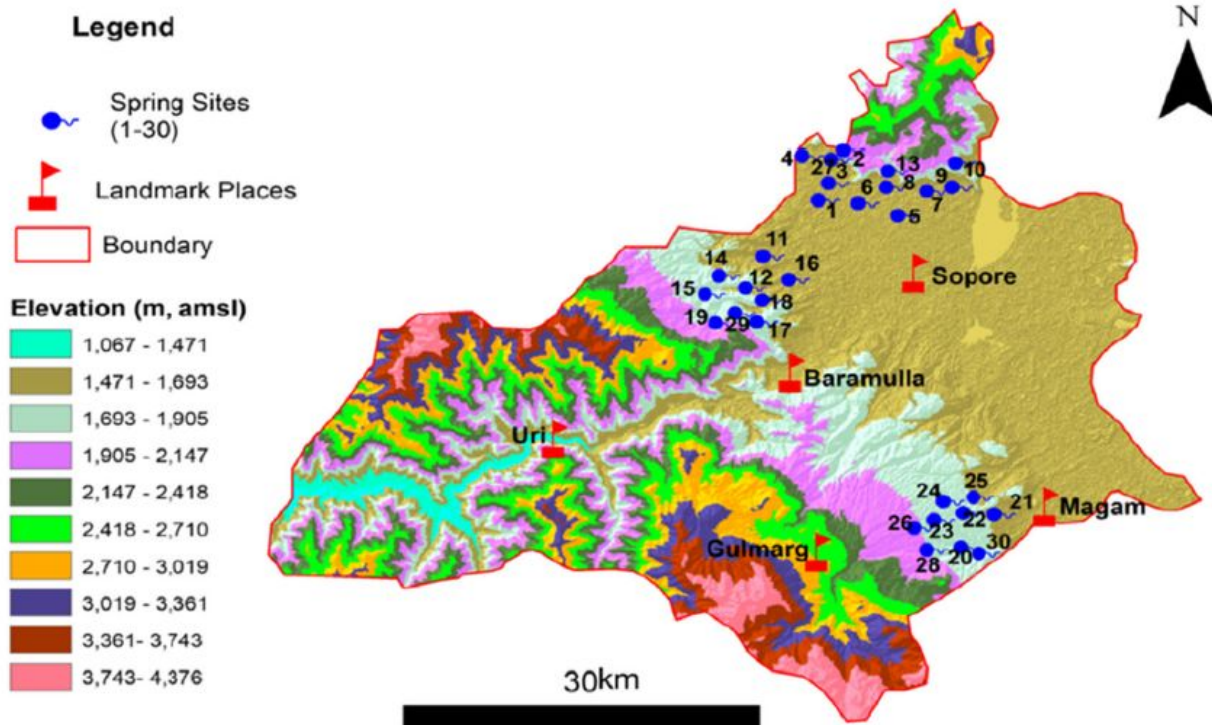 Legend
Spring Sites
(1-30)
Landmark Places
Boundary
Elevation (m, amsl)
1,067 - 1,471
1,471 - 1,693
1,693 - 1,905
1,905 - 2,147
2,147 - 2,418
2,418 - 2,710
2,710 - 3,019
3,019 - 3,361
3,361- 3,743
3,743- 4,376
N
4
2
27
3
13
10
9
6
8
7
1
5
11
14
12
16
15
18
19
29
17
Sopore
Baramulla
Uri
25
24
21
Magam
22
26
23
30
20
28
Gulmarg
30km